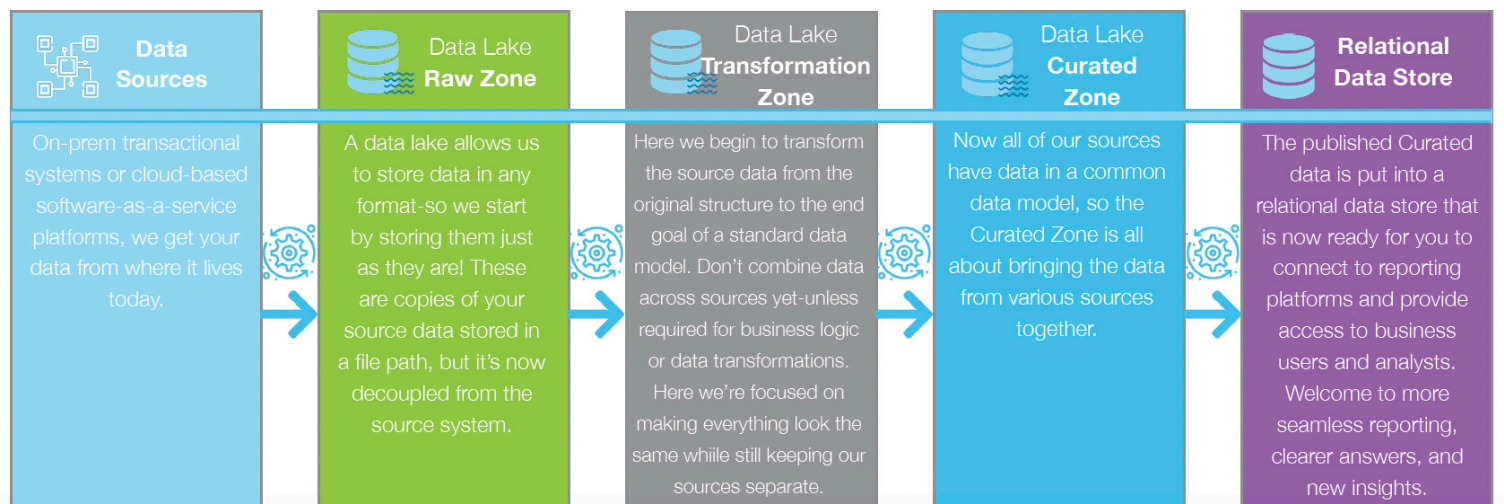 Data
Sources
On-prem transactional
systems or cloud-based
software-as-a-service
platforms, we get your
data from where it lives
today.
Data Lake
Raw Zone
A data lake allows us
to store data in any
format-so we start
by storing them just
as they are! These
are copies of your
source data stored in
a file path, but it's now
decoupled from the
source system.
Data Lake
Transformation
Zone
Here we begin to transform
the source data from the
original structure to the end
goal of a standard data
model. Don't combine data
across sources yet-unless
required for business logic
or data transformations.
Here we're focused on
making everything look the
same whiile still keeping our
sources separate.
Data Lake
Curated
Zone
Now all of our sources
have data in a common
data model, so the
Curated Zone is all
about bringing the data
from various sources
together.
Relational
Data Store
The published Curated
data is put into a
relational data store that
is now ready for you to
connect to reporting
platforms and provide
access to business
users and analysts.
Welcome to more
seamless reporting,
clearer answers, and
new insights.